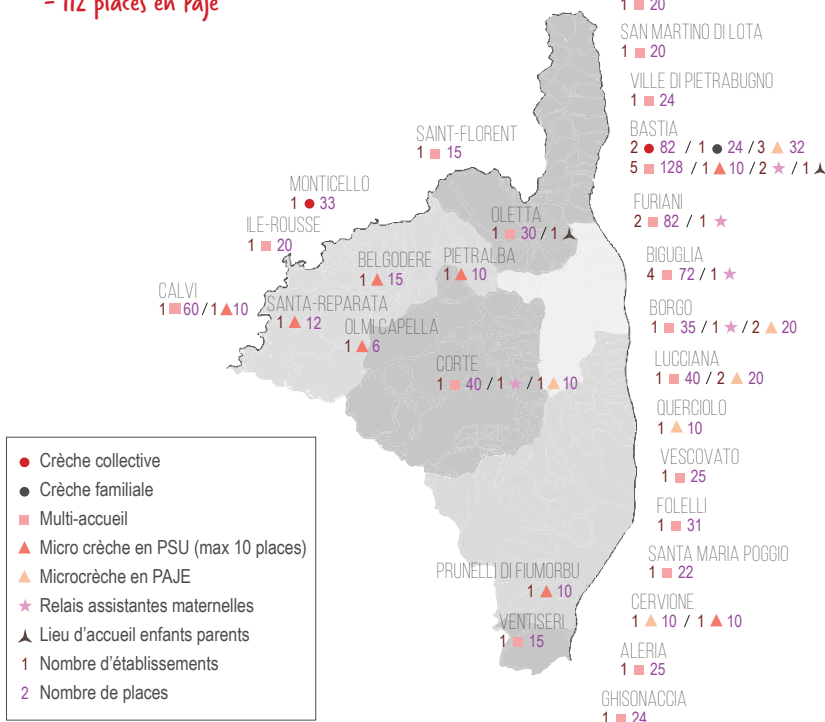 - 112 places en Paje
1 20
SAN MARTINO DI LOTA
1 20
VILLE DI PIETRABUGNO
1 24
BASTIA
2 82 / 1 24 / 3 32
5 128 / 1 10 / 2 / 1
SAINT-FLORENT
1 15
MONTICELLO
1 33
ILE-ROUSSE
1 20
OLETTA
1 30 / 1
FURIANI
2 82 / 1
BELGODERE
1 15
PIETRALBA
1 10
BIGUGLIA
4 72 / 1
CALVI
1 60 / 1 10
SANTA-REPARATA
1 12
OLMI CAPELLA
1 6
BORGO
1 35 / 1 / 2 20
CORTE
1 40 / 1 / 1 10
LUCCIANA
1 40 / 2 20
QUERCIOLO
1 10
VESCOVATO
1 25
FOLELLI
1 31
SANTA MARIA POGGIO
1 22
PRUNELLI DI FIUMORBU
1 10
CERVIONE
1 10 / 1 10
VENTISERI
1 15
ALERIA
1 25
GHISONACCIA
1 24
Crèche collective
Crèche familiale
Multi-accueil
Micro crèche en PSU (max 10 places)
Microcrèche en PAJE
Relais assistantes maternelles
Lieu d'accueil enfants parents
1 Nombre d'établissements
2 Nombre de places